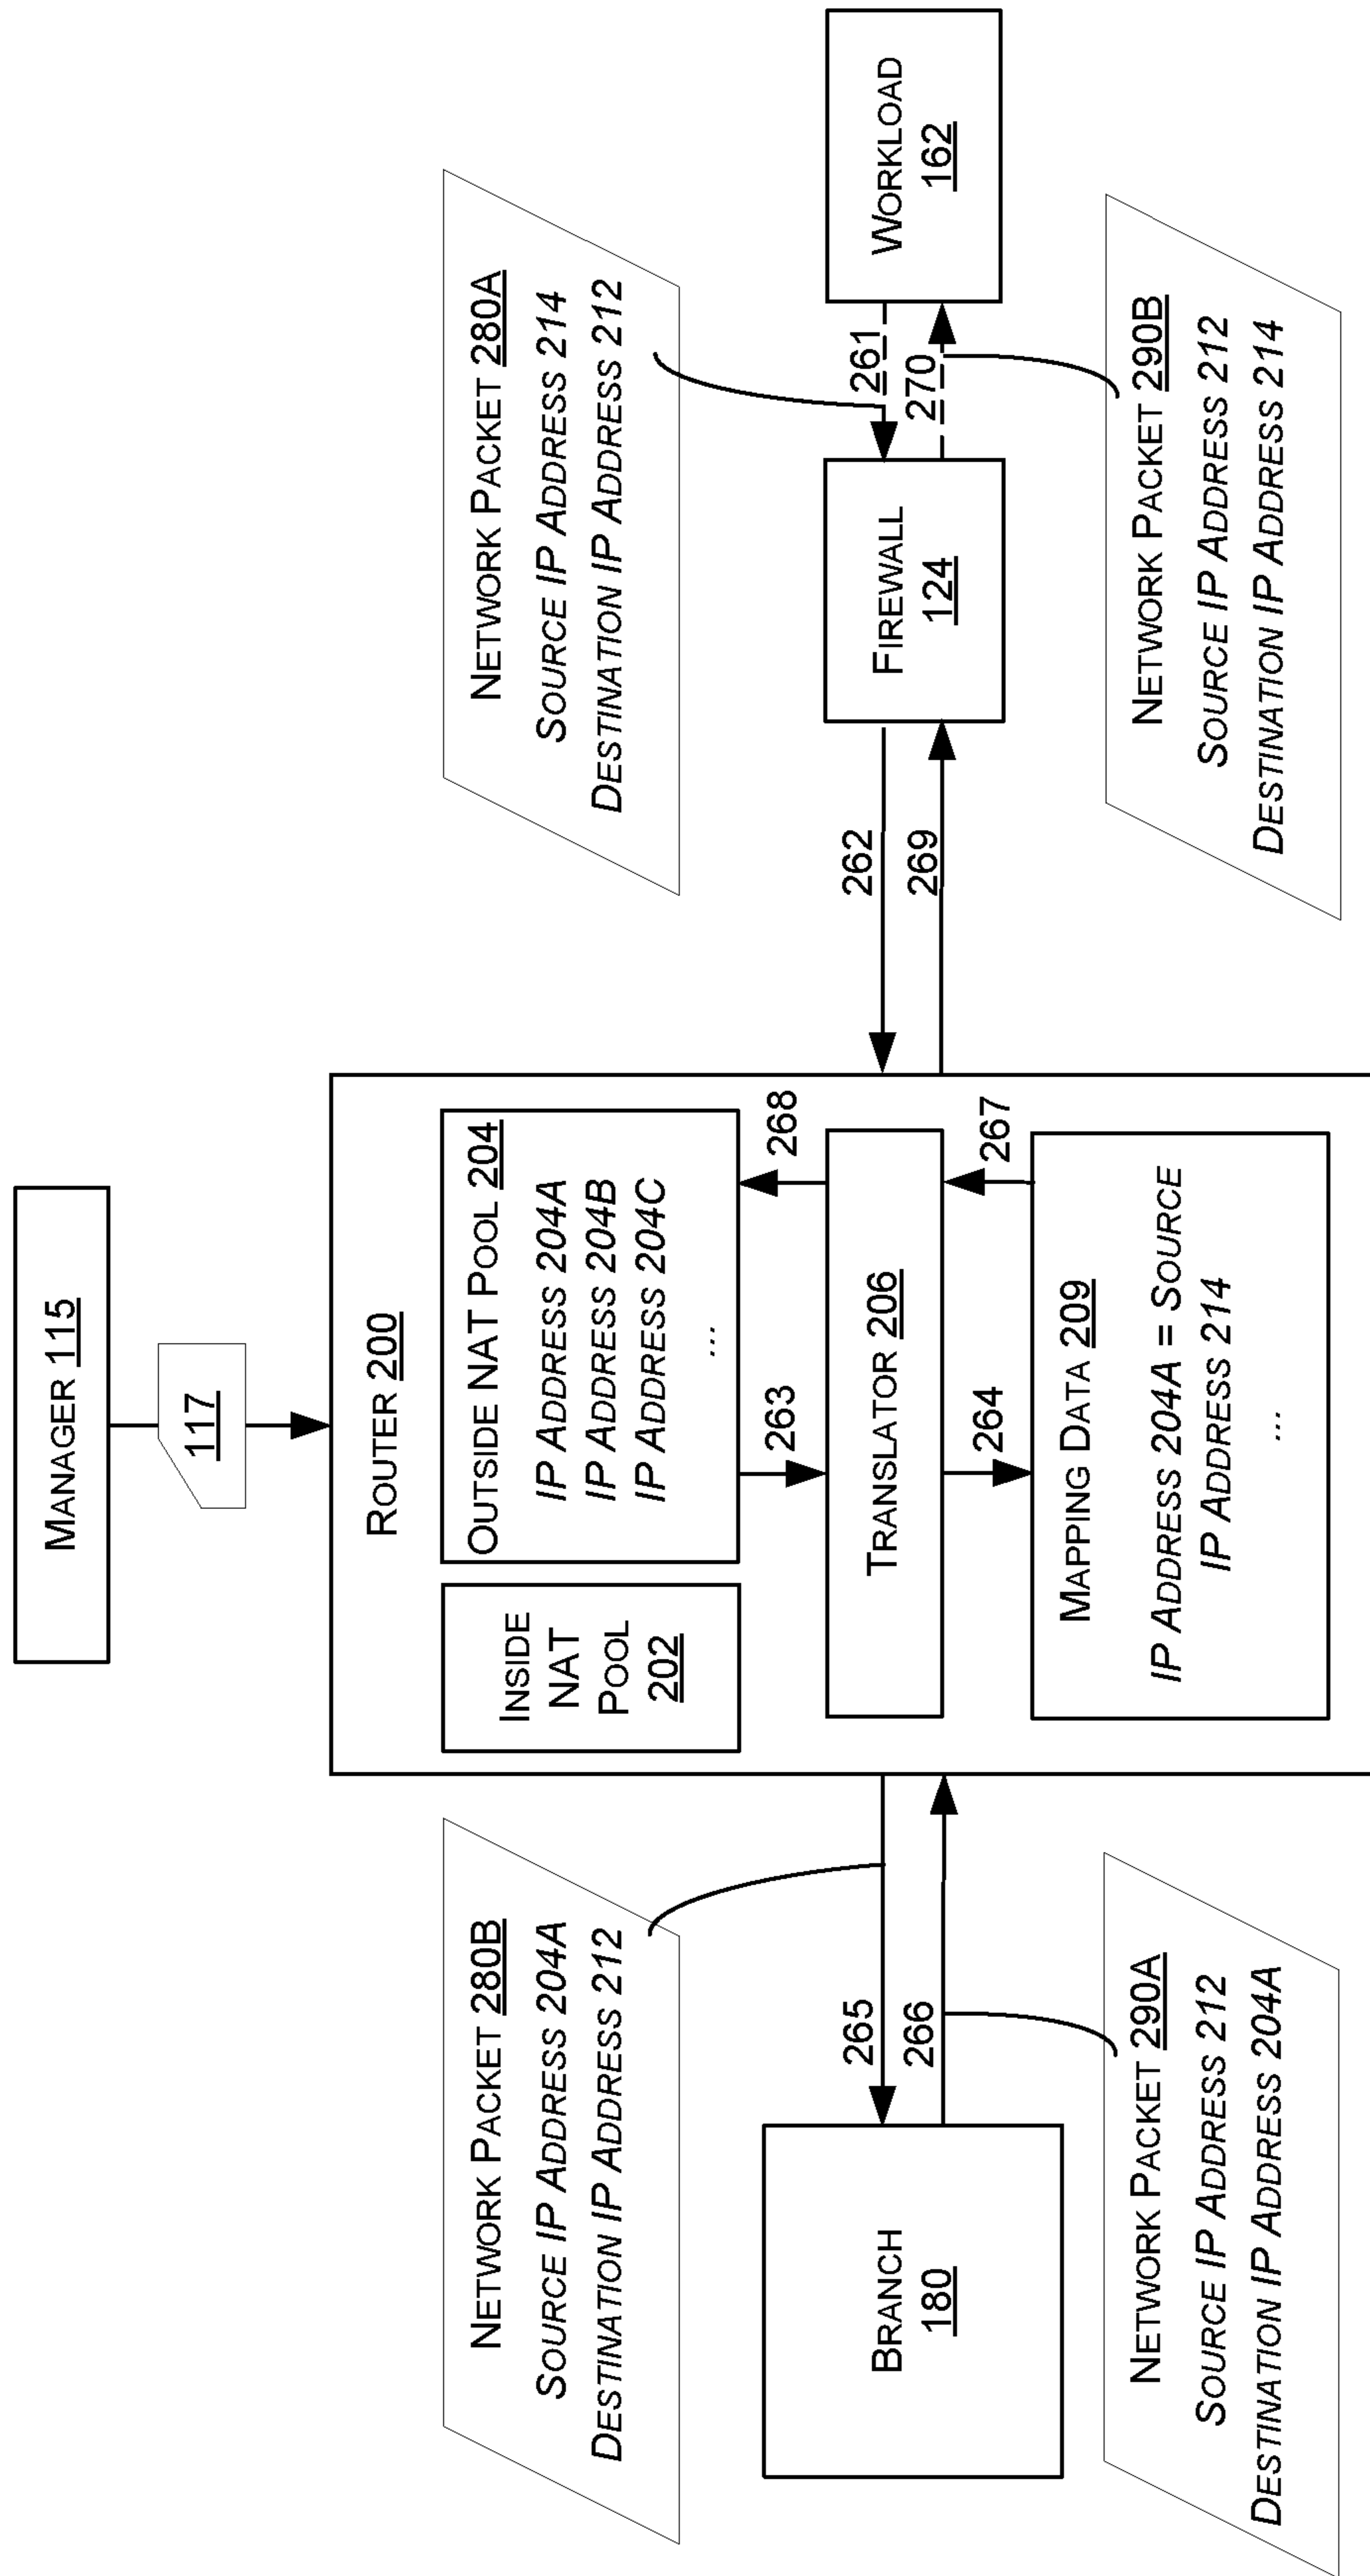 MANAGER 115
117
ROUTER 200
INSIDE
NAT
POOL
202
OUTSIDE NAT POOL 204
IP ADDRESS 204A
IP ADDRESS 204B
IP ADDRESS 204C
...
263
268
TRANSLATOR 206
264
267
MAPPING DATA 209
IP ADDRESS 204A = SOURCE
IP ADDRESS 214
...
NETWORK PACKET 280B
SOURCE IP ADDRESS 204A
DESTINATION IP ADDRESS 212
BRANCH
180
265
266
NETWORK PACKET 290A
SOURCE IP ADDRESS 212
DESTINATION IP ADDRESS 204A
262
269
FIREWALL
124
261
270
WORKLOAD
162
NETWORK PACKET 280A
SOURCE IP ADDRESS 214
DESTINATION IP ADDRESS 212
NETWORK PACKET 290B
SOURCE IP ADDRESS 212
DESTINATION IP ADDRESS 214